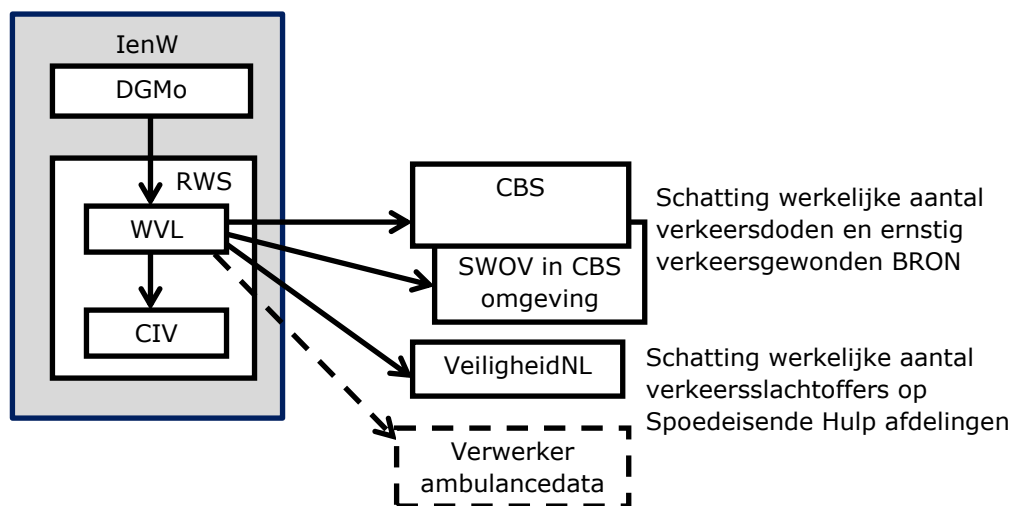 IenW
DGMo
RWS
WVL
CIV
CBS
SWOV in CBS
omgeving
Schatting werkelijke aantal
verkeersdoden en ernstig
verkeersgewonden BRON
VeiligheidNL
Schatting werkelijke aantal
verkeersslachtoffers op
Spoedeisende Hulp afdelingen
Verwerker
ambulancedata